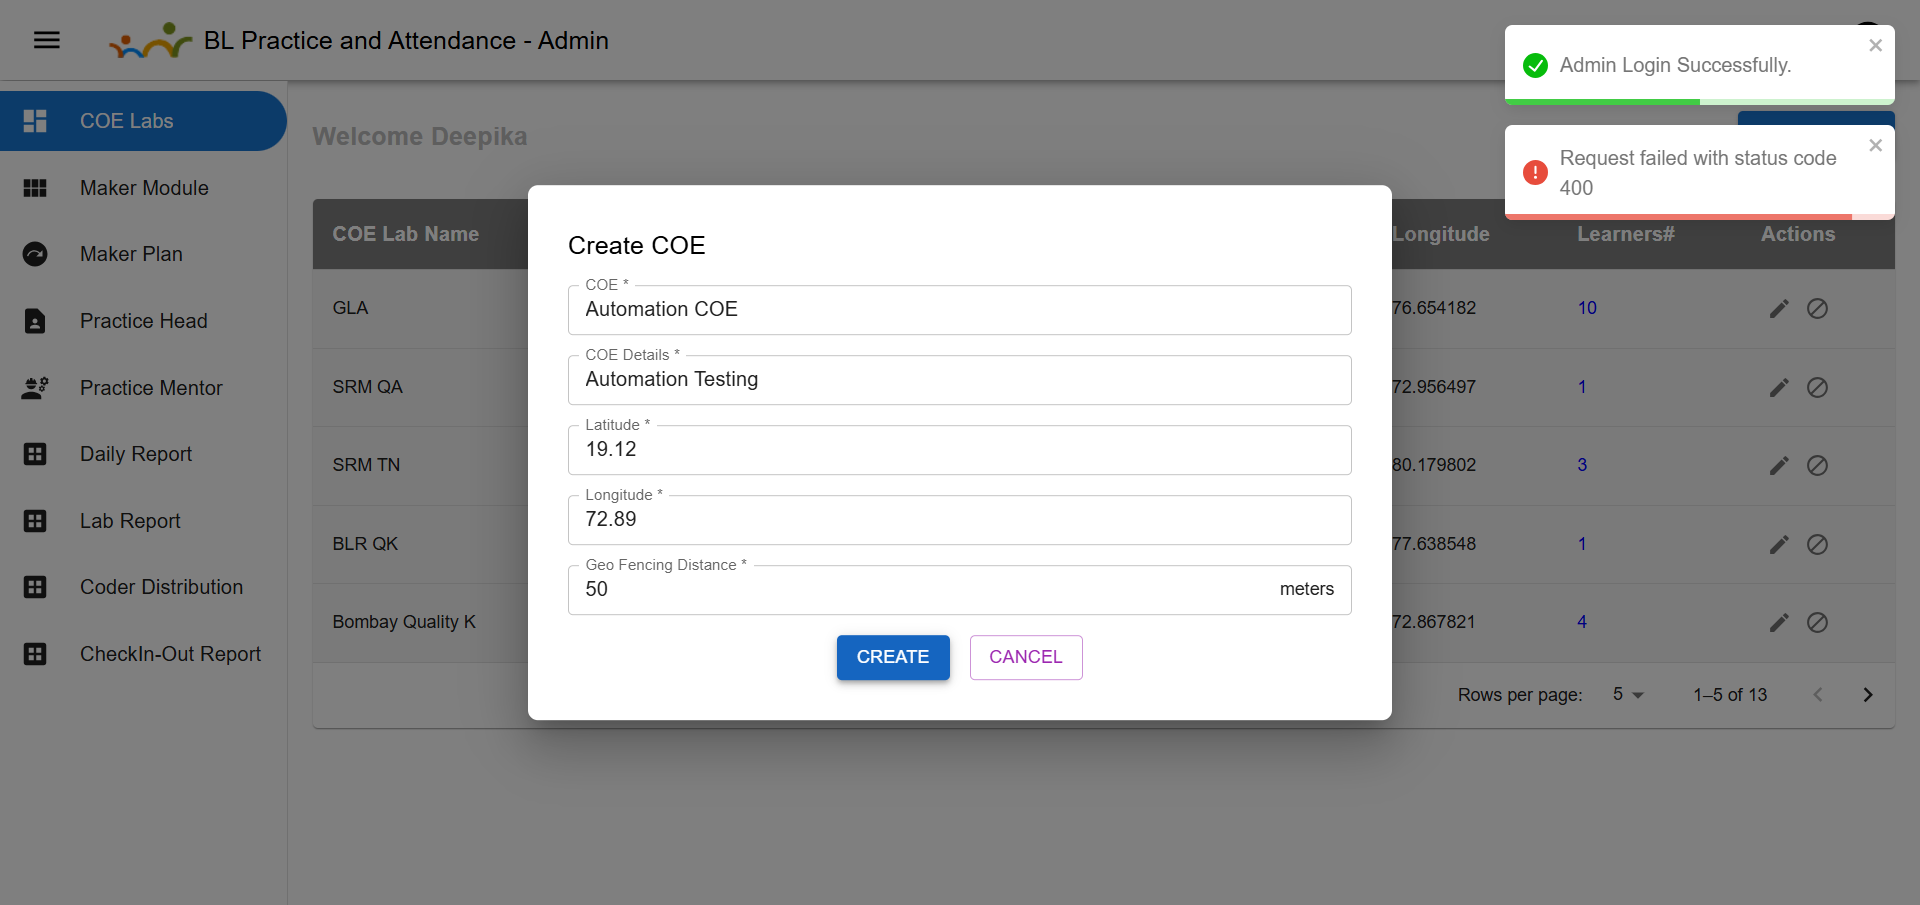 BL Practice and Attendance - Admin
Admin Login Successfully.
Request failed with status code
400
COE Labs
Maker Module
Maker Plan
Practice Head
Practice Mentor
Daily Report
Lab Report
Coder Distribution
CheckIn-Out Report
Welcome Deepika
COE Lab Name
Longitude
Learners#
Actions
GLA
76.654182
10
SRM QA
72.956497
1
SRM TN
80.179802
3
BLR QK
77.638548
1
Bombay Quality K
72.867821
4
Rows per page:
5
1–5 of 13
Create COE
COE *
Automation COE
COE Details *
Automation Testing
Latitude *
19.12
Longitude *
72.89
Geo Fencing Distance *
50
meters
CREATE
CANCEL